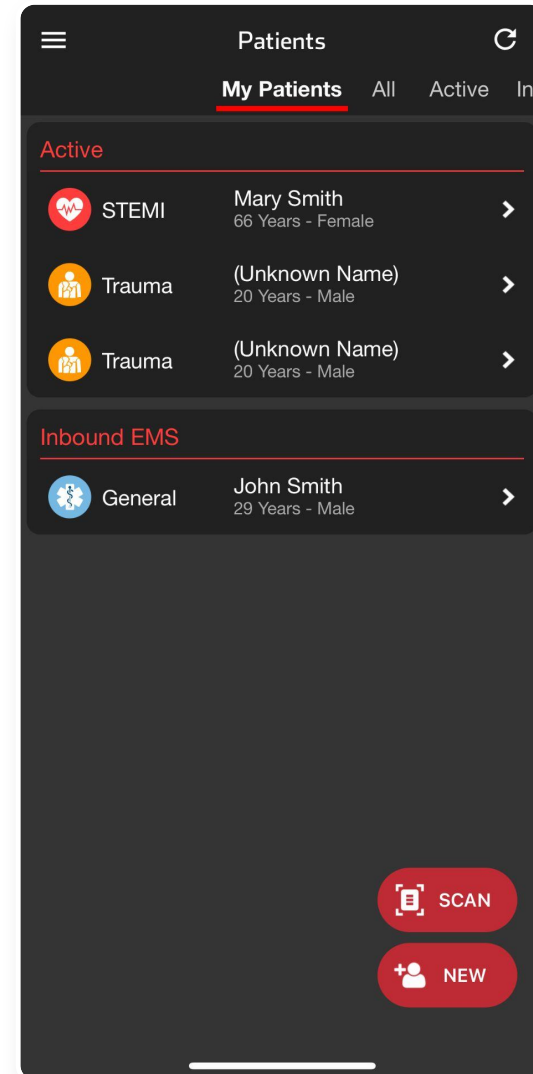 Patients
My Patients All Active In
Active
STEMI Mary Smith
66 Years - Female
Trauma (Unknown Name)
20 Years - Male
Trauma (Unknown Name)
20 Years - Male
Inbound EMS
General John Smith
29 Years - Male
SCAN
NEW